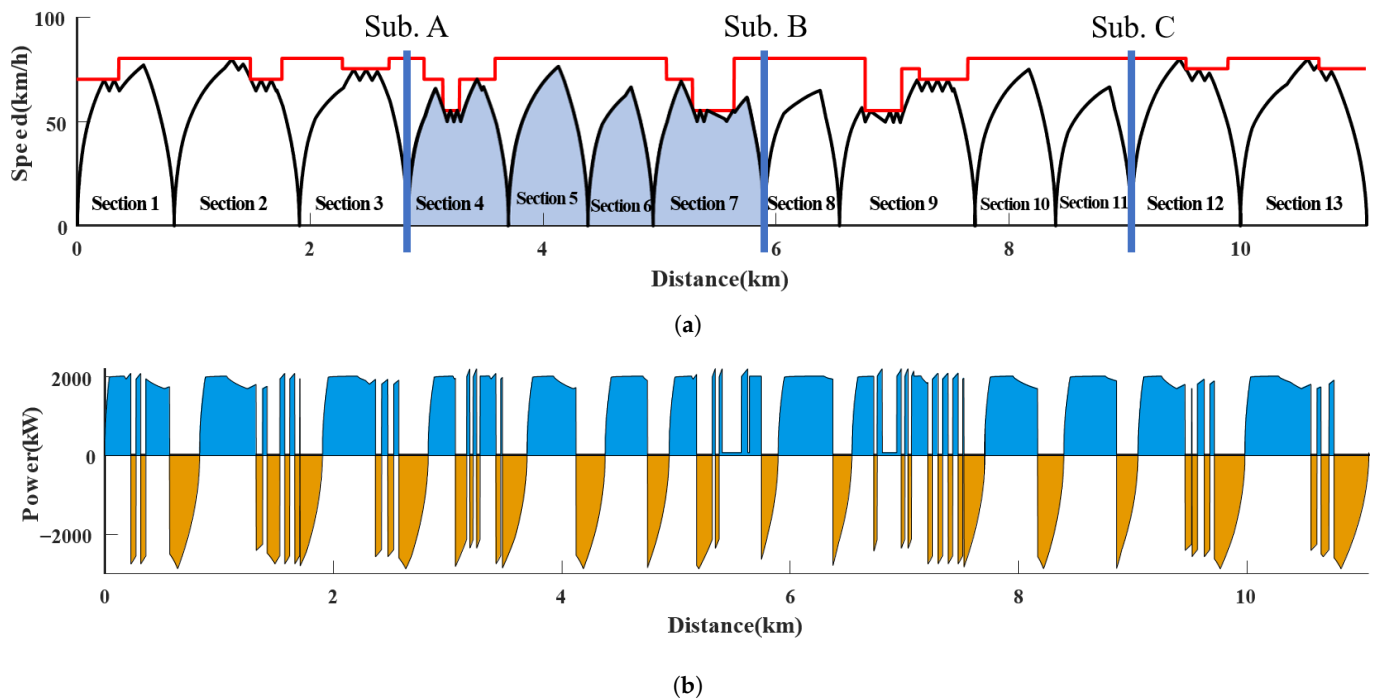 Sub. A Sub. B Sub. C
100
50
0
Speed(km/h)
Section 1 Section 2 Section 3 Section 4 Section 5 Section 6 Section 7 Section 8 Section 9 Section 10 Section 11 Section 12 Section 13
0 2 4 6 8 10
Distance(km)
(a)
2000
0
−2000
Power(kW)
0 2 4 6 8 10
Distance(km)
(b)